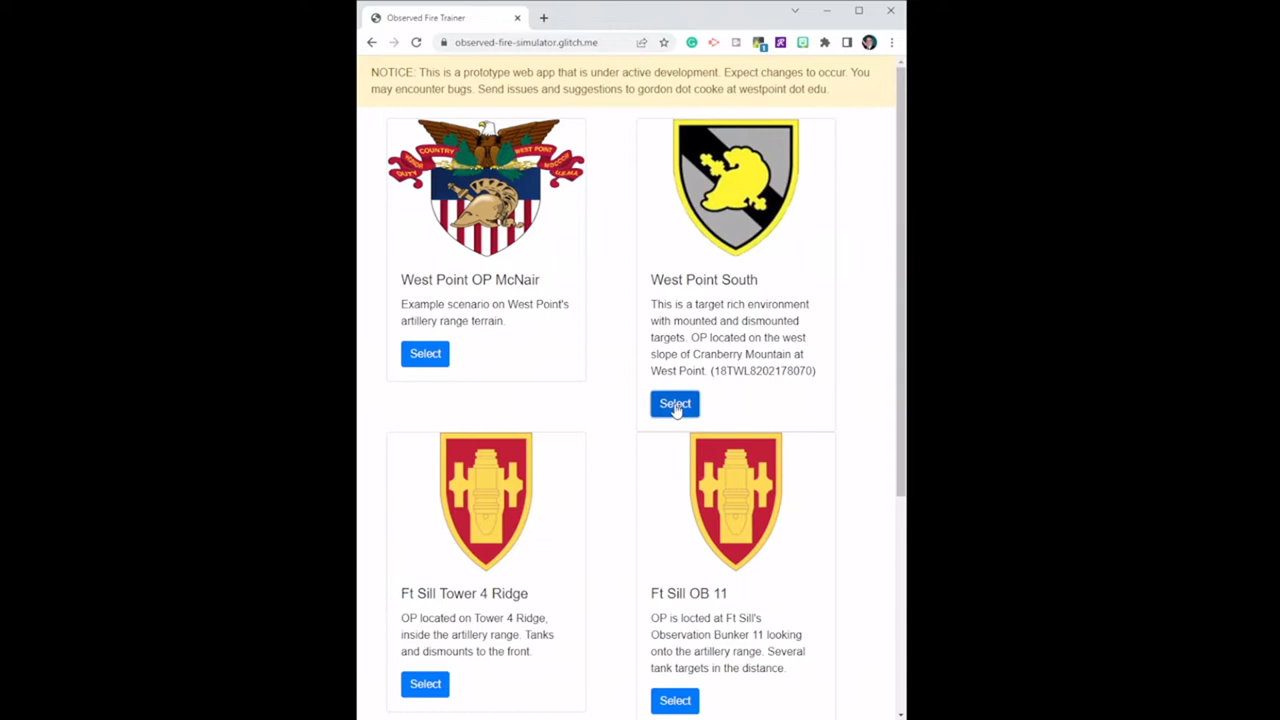 Observed Fire Trainer
observed-fire-simulator.glitch.me
NOTICE: This is a prototype web app that is under active development. Expect changes to occur. You
may encounter bugs. Send issues and suggestions to gordon dot cooke at westpoint dot edu.
COUNTRY WEST POINT
DUTY HONOR MDCCCII U.S.M.A.
West Point OP McNair
Example scenario on West Point's
artillery range terrain.
Select
West Point South
This is a target rich environment
with mounted and dismounted
targets. OP located on the west
slope of Cranberry Mountain at
West Point. (18TWL8202178070)
Select
Ft Sill Tower 4 Ridge
OP located on Tower 4 Ridge,
inside the artillery range. Tanks
and dismounts to the front.
Select
Ft Sill OB 11
OP is locted at Ft Sill's
Observation Bunker 11 looking
onto the artillery range. Several
tank targets in the distance.
Select